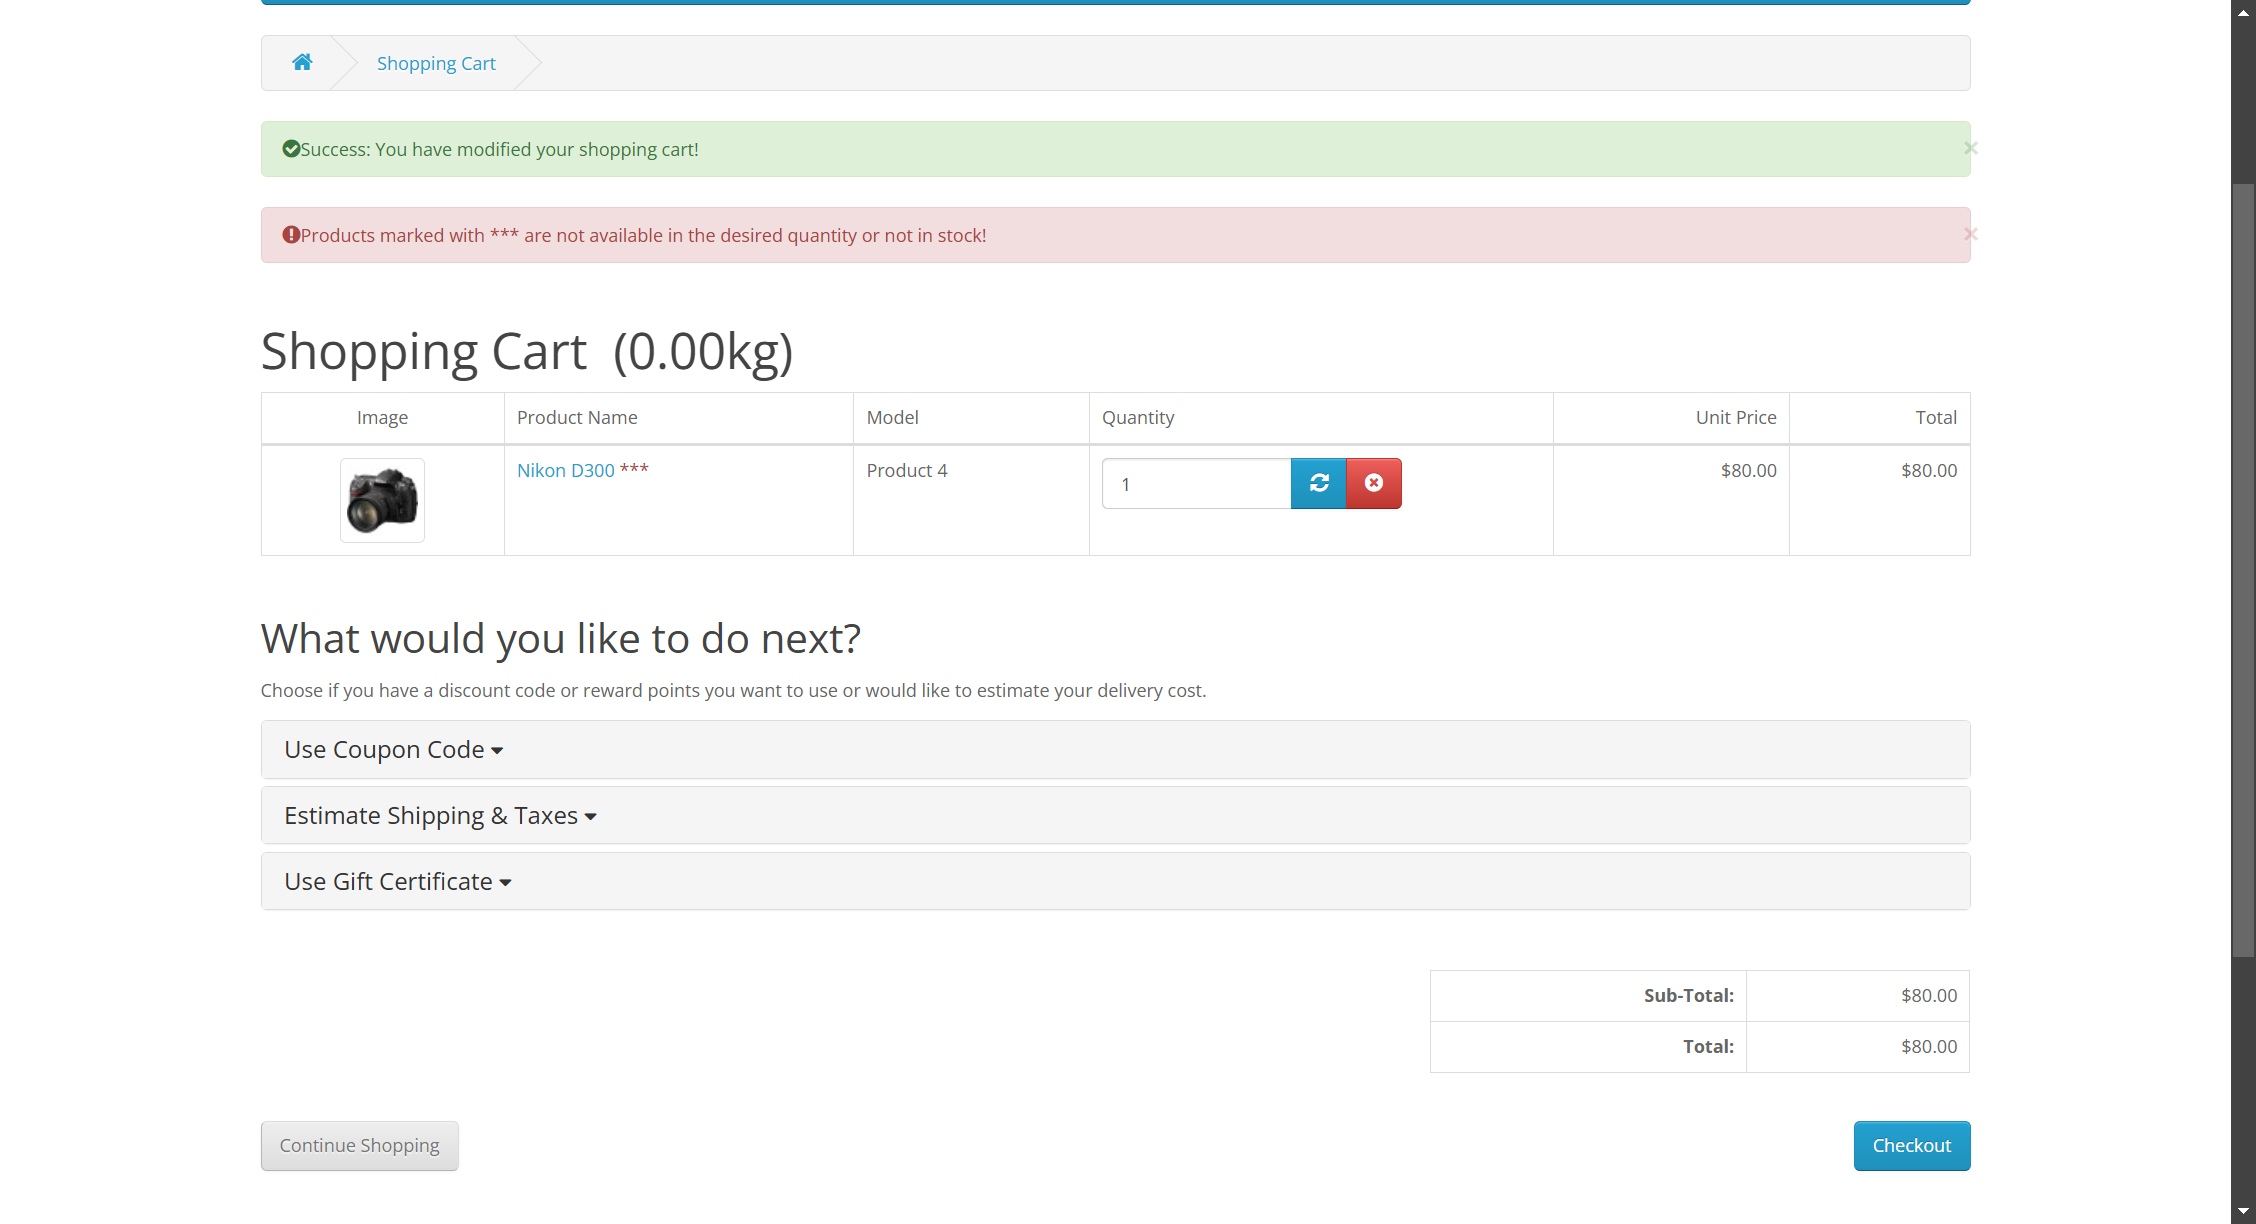 Shopping Cart
Success: You have modified your shopping cart!
×
Products marked with *** are not available in the desired quantity or not in stock!
×
Shopping Cart (0.00kg)
Image Product Name Model Quantity Unit Price Total
Nikon D300 *** Product 4 1 $80.00 $80.00
What would you like to do next?
Choose if you have a discount code or reward points you want to use or would like to estimate your delivery cost.
Use Coupon Code
Estimate Shipping & Taxes
Use Gift Certificate
Sub-Total: $80.00
Total: $80.00
Continue Shopping Checkout